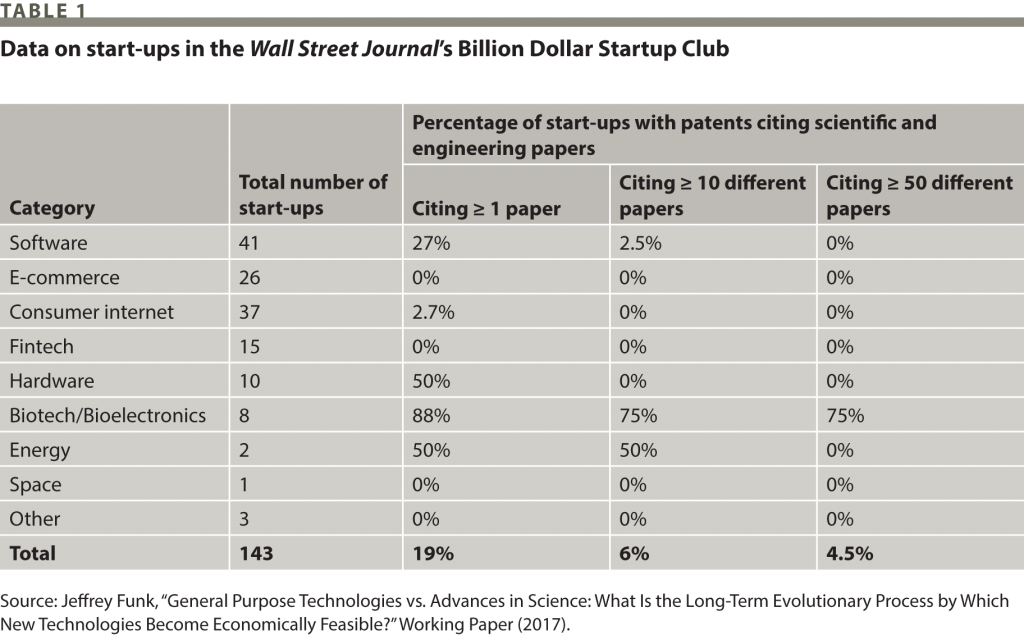 TABLE 1
Data on start-ups in the Wall Street Journal's Billion Dollar Startup Club
Percentage of start-ups with patents citing scientific and
engineering papers
Category
Total number of
start-ups
Citing ≥ 1 paper
Citing ≥ 10 different
papers
Citing ≥ 50 different
papers
Software 41 27% 2.5% 0%
E-commerce 26 0% 0% 0%
Consumer internet 37 2.7% 0% 0%
Fintech 15 0% 0% 0%
Hardware 10 50% 0% 0%
Biotech/Bioelectronics 8 88% 75% 75%
Energy 2 50% 50% 0%
Space 1 0% 0% 0%
Other 3 0% 0% 0%
Total 143 19% 6% 4.5%
Source: Jeffrey Funk, “General Purpose Technologies vs. Advances in Science: What Is the Long-Term Evolutionary Process by Which
New Technologies Become Economically Feasible?” Working Paper (2017).